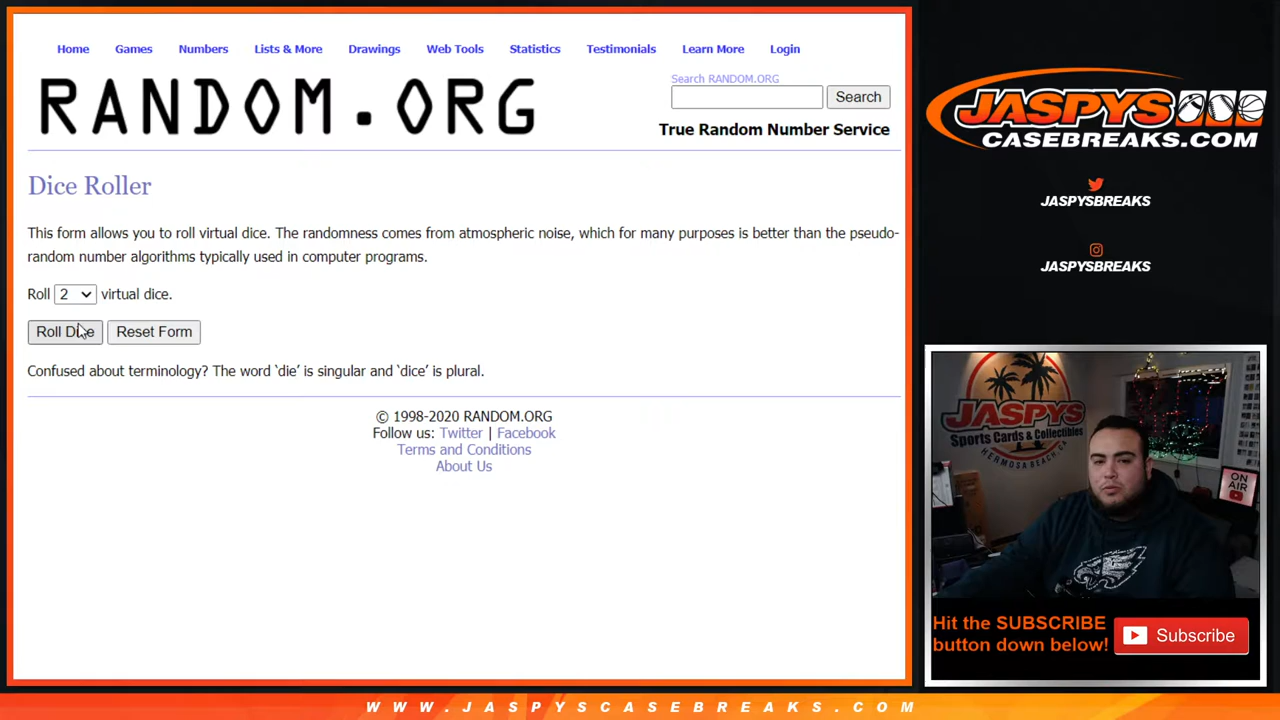 Home Games Numbers Lists & More Drawings Web Tools Statistics Testimonials Learn More Login
RANDOM.ORG
Search RANDOM.ORG
Search
True Random Number Service
Dice Roller
This form allows you to roll virtual dice. The randomness comes from atmospheric noise, which for many purposes is better than the pseudo-
random number algorithms typically used in computer programs.
Roll 2 virtual dice.
Roll Dice Reset Form
Confused about terminology? The word ‘die’ is singular and ‘dice’ is plural.
© 1998-2020 RANDOM.ORG
Follow us: Twitter | Facebook
Terms and Conditions
About Us
JASPYS
CASEBREAKS.COM
JASPYSBREAKS
JASPYSBREAKS
JASPYS
Sports Cards & Collectibles
HERMOSA BEACH, CA
ON
AIR
Hit the SUBSCRIBE
button down below!
Subscribe
WWW.JASPYSCASEBREAKS.COM